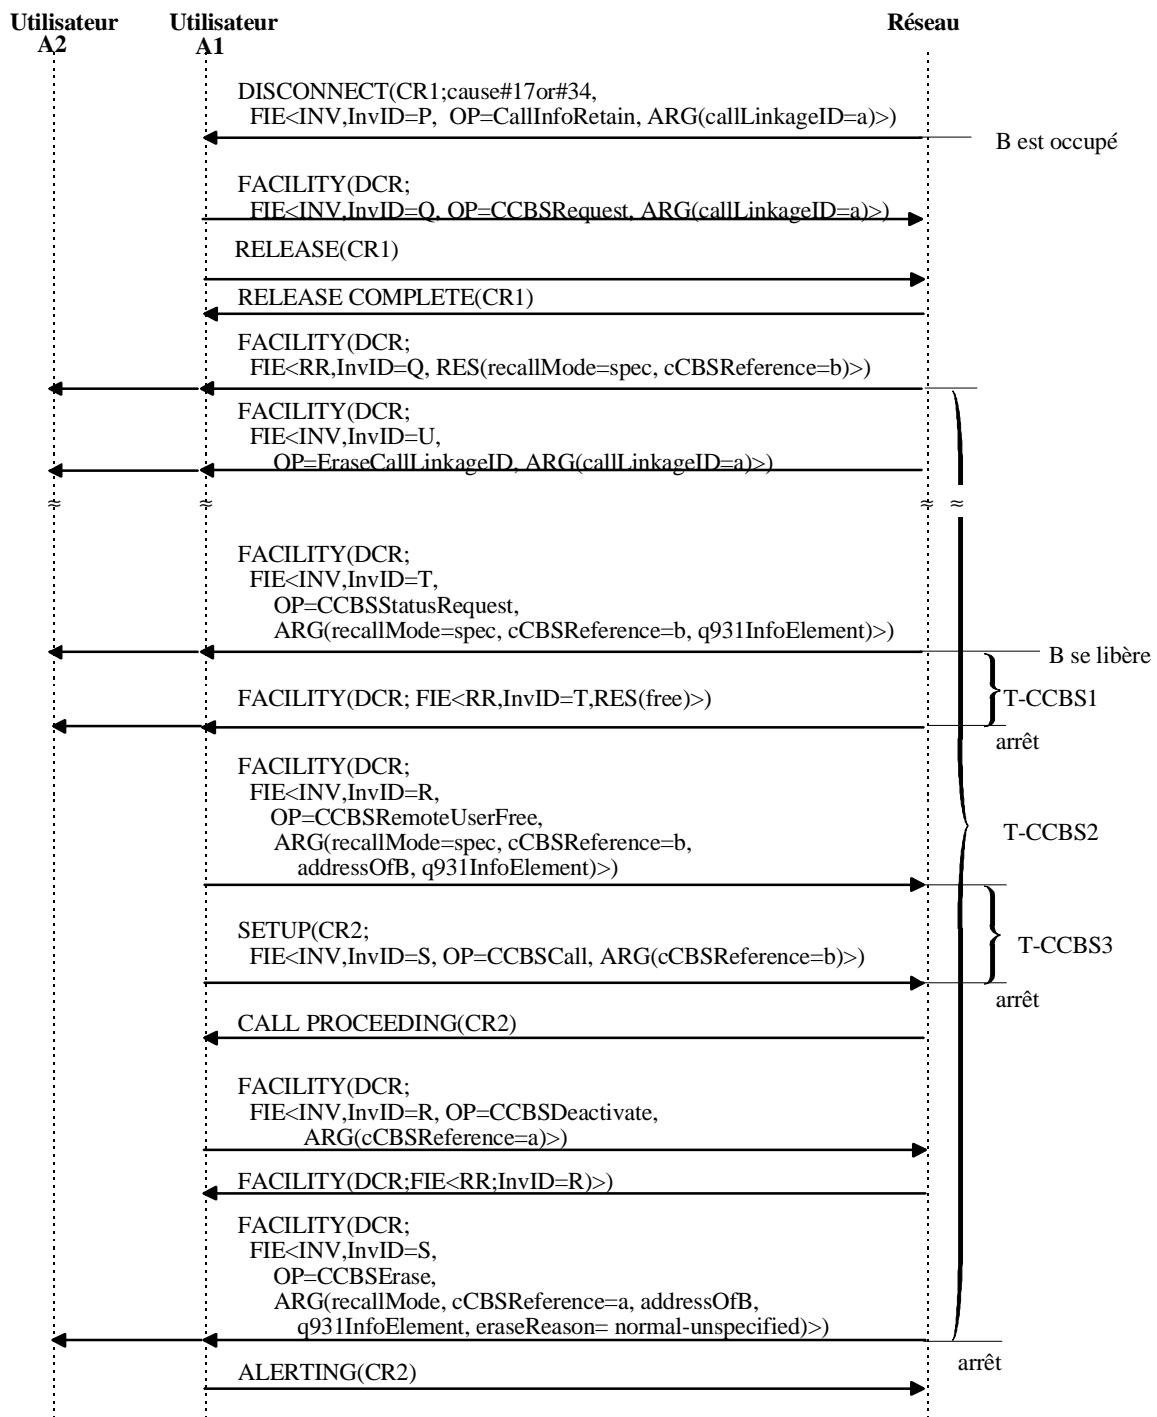 Utilisateur A2
Utilisateur A1
Réseau
DISCONNECT(CR1;cause#17or#34,
FIE<INV,InvID=P, OP=CallInfoRetain, ARG(callLinkageID=a)>)
B est occupé
FACILITY(DCR;
FIE<INV,InvID=Q, OP=CCBSRequest, ARG(callLinkageID=a)>)
RELEASE(CR1)
RELEASE COMPLETE(CR1)
FACILITY(DCR;
FIE<RR,InvID=Q, RES(recallMode=spec, cCBSReference=b)>)
FACILITY(DCR;
FIE<INV,InvID=U,
OP=EraseCallLinkageID, ARG(callLinkageID=a)>)
≈ ≈ ≈ ≈
FACILITY(DCR;
FIE<INV,InvID=T,
OP=CCBSStatusRequest,
ARG(recallMode=spec, cCBSReference=b, q931InfoElement)>)
B se libère
FACILITY(DCR; FIE<RR,InvID=T,RES(free)>)
T-CCBS1
arrêt
FACILITY(DCR;
FIE<INV,InvID=R,
OP=CCBSRemoteUserFree,
ARG(recallMode=spec, cCBSReference=b,
addressOfB, q931InfoElement)>)
T-CCBS2
SETUP(CR2;
FIE<INV,InvID=S, OP=CCBSCall, ARG(cCBSReference=b)>)
T-CCBS3
arrêt
CALL PROCEEDING(CR2)
FACILITY(DCR;
FIE<INV,InvID=R, OP=CCBSDeactivate,
ARG(cCBSReference=a)>)
FACILITY(DCR;FIE<RR;InvID=R)>)
FACILITY(DCR;
FIE<INV,InvID=S,
OP=CCBSErase,
ARG(recallMode, cCBSReference=a, addressOfB,
q931InfoElement, eraseReason= normal-unspecified)>)
arrêt
ALERTING(CR2)